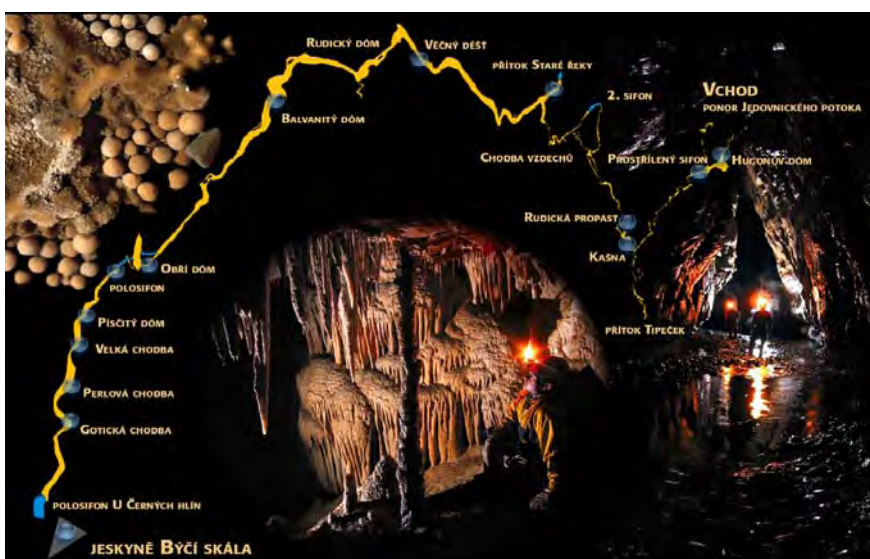 Rudický dóm
Věčný déšť
přítok Staré řeky
2. sifon
Vchod
ponor Jedovnického potoka
Balvanitý dóm
Chodba vzdechů
Prostřílený sifon
Hugonův dóm
Rudická propast
Kašna
Obří dóm
polosifon
Písčitý dóm
přítok Tipeček
Velká chodba
Perlová chodba
Gotická chodba
polosifon U Černých hlín
jeskyně Býčí skála